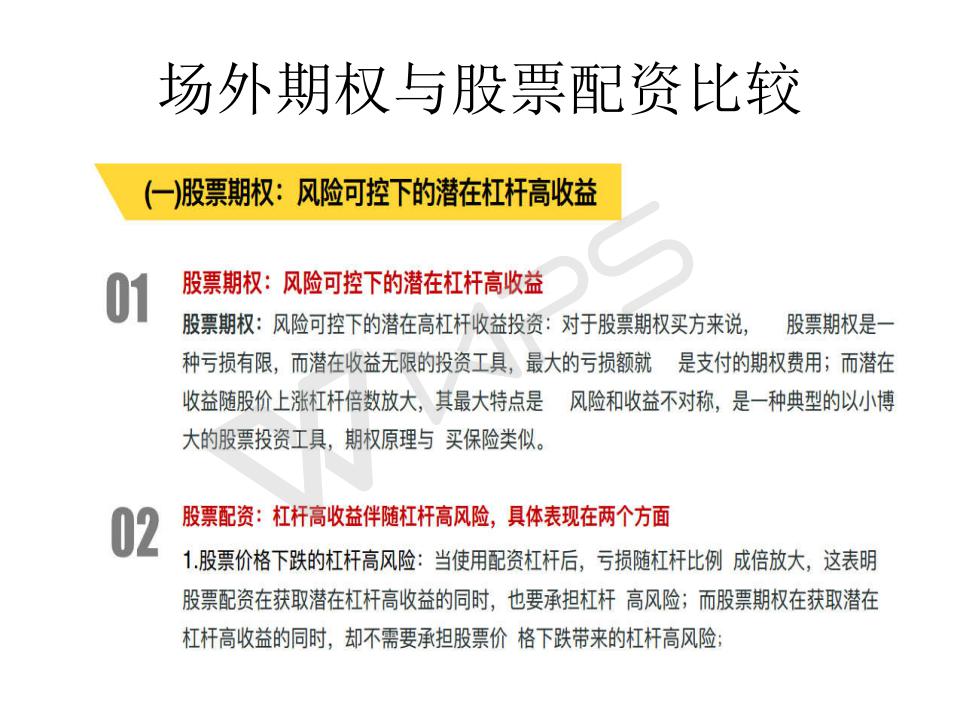 场外期权与股票配资比较
(一)股票期权：风险可控下的潜在杠杆高收益
01
股票期权：风险可控下的潜在杠杆高收益
股票期权：风险可控下的潜在高杠杆收益投资：对于股票期权买方来说， 股票期权是一
种亏损有限，而潜在收益无限的投资工具，最大的亏损额就 是支付的期权费用；而潜在
收益随股价上涨杠杆倍数放大，其最大特点是 风险和收益不对称，是一种典型的以小博
大的股票投资工具，期权原理与 买保险类似。
02
股票配资：杠杆高收益伴随杠杆高风险，具体表现在两个方面
1.股票价格下跌的杠杆高风险：当使用配资杠杆后，亏损随杠杆比例 成倍放大，这表明
股票配资在获取潜在杠杆高收益的同时，也要承担杠杆 高风险；而股票期权在获取潜在
杠杆高收益的同时，却不需要承担股票价 格下跌带来的杠杆高风险;
WPS